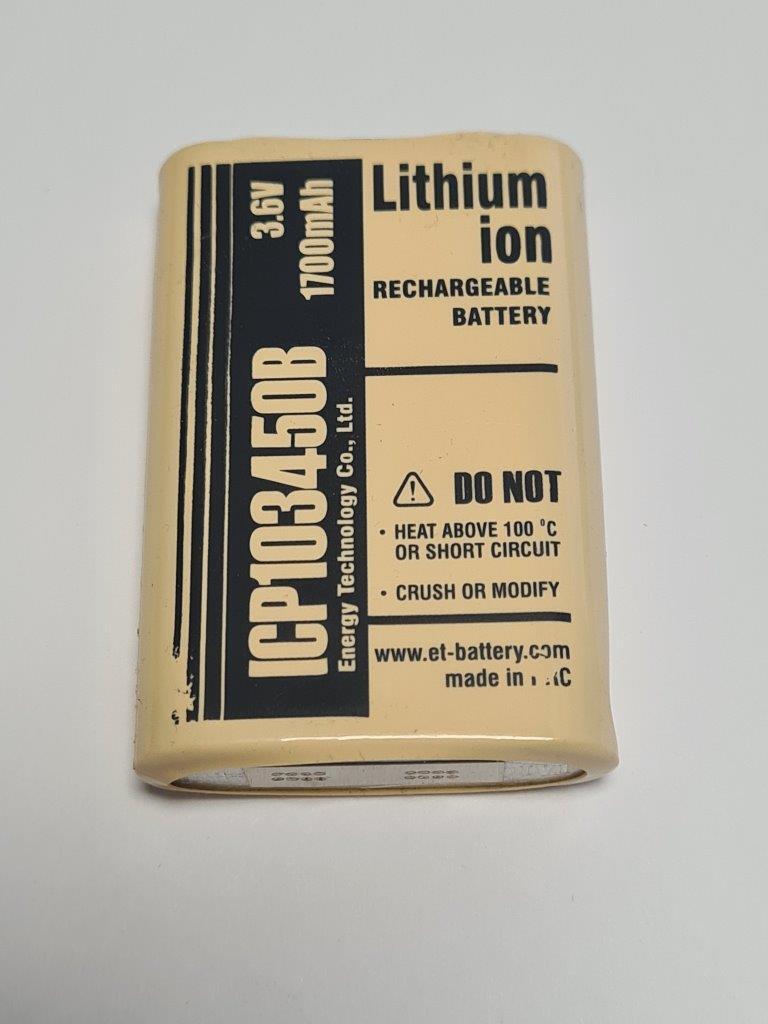 Lithium
ion
RECHARGEABLE
BATTERY
3.6V
1700mAh
ICP103450B
Energy Technology Co., Ltd.
DO NOT
• HEAT ABOVE 100 °C
OR SHORT CIRCUIT
• CRUSH OR MODIFY
www.et-battery.com
made in